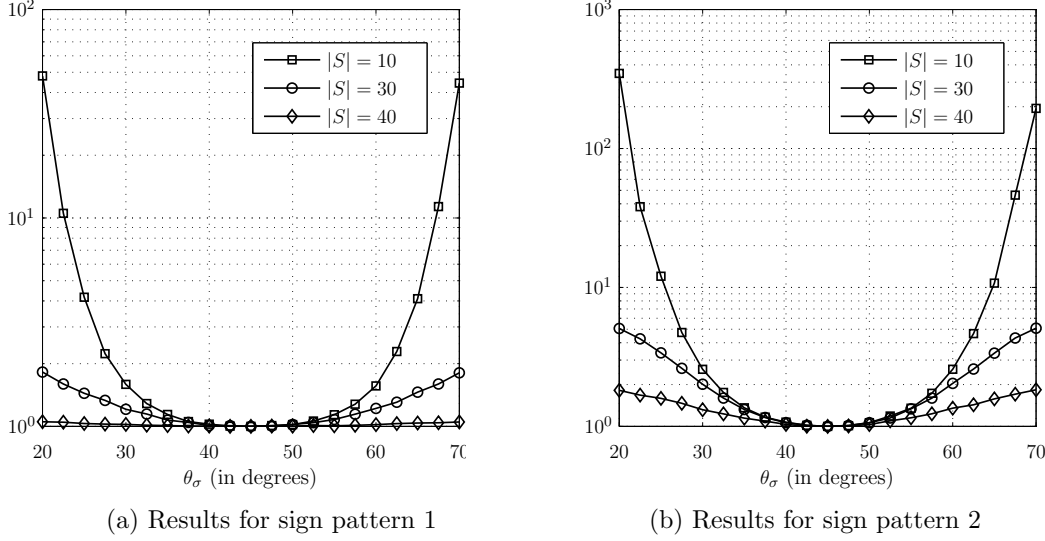 10²
10¹
10⁰
20 30 40 50 60 70
θσ (in degrees)
|S| = 10
|S| = 30
|S| = 40
(a) Results for sign pattern 1
10³
10²
10¹
10⁰
20 30 40 50 60 70
θσ (in degrees)
|S| = 10
|S| = 30
|S| = 40
(b) Results for sign pattern 2